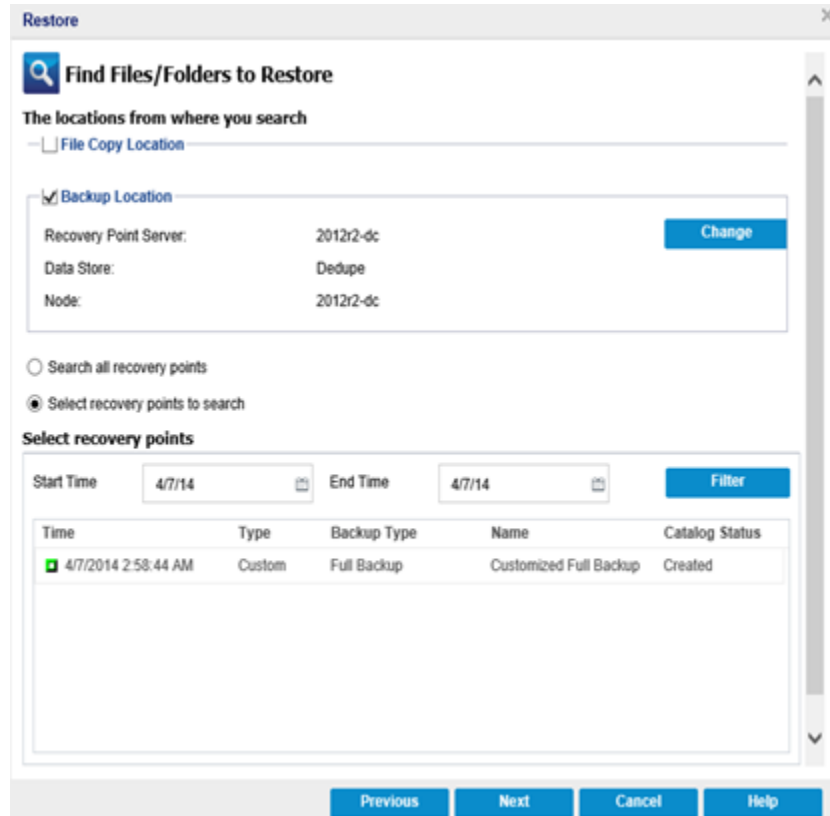 Restore
Find Files/Folders to Restore
The locations from where you search
File Copy Location
Backup Location
Recovery Point Server: 2012r2-dc Change
Data Store: Dedupe
Node: 2012r2-dc
Search all recovery points
Select recovery points to search
Select recovery points
Start Time 4/7/14 End Time 4/7/14 Filter
Time Type Backup Type Name Catalog Status
4/7/2014 2:58:44 AM Custom Full Backup Customized Full Backup Created
Previous Next Cancel Help